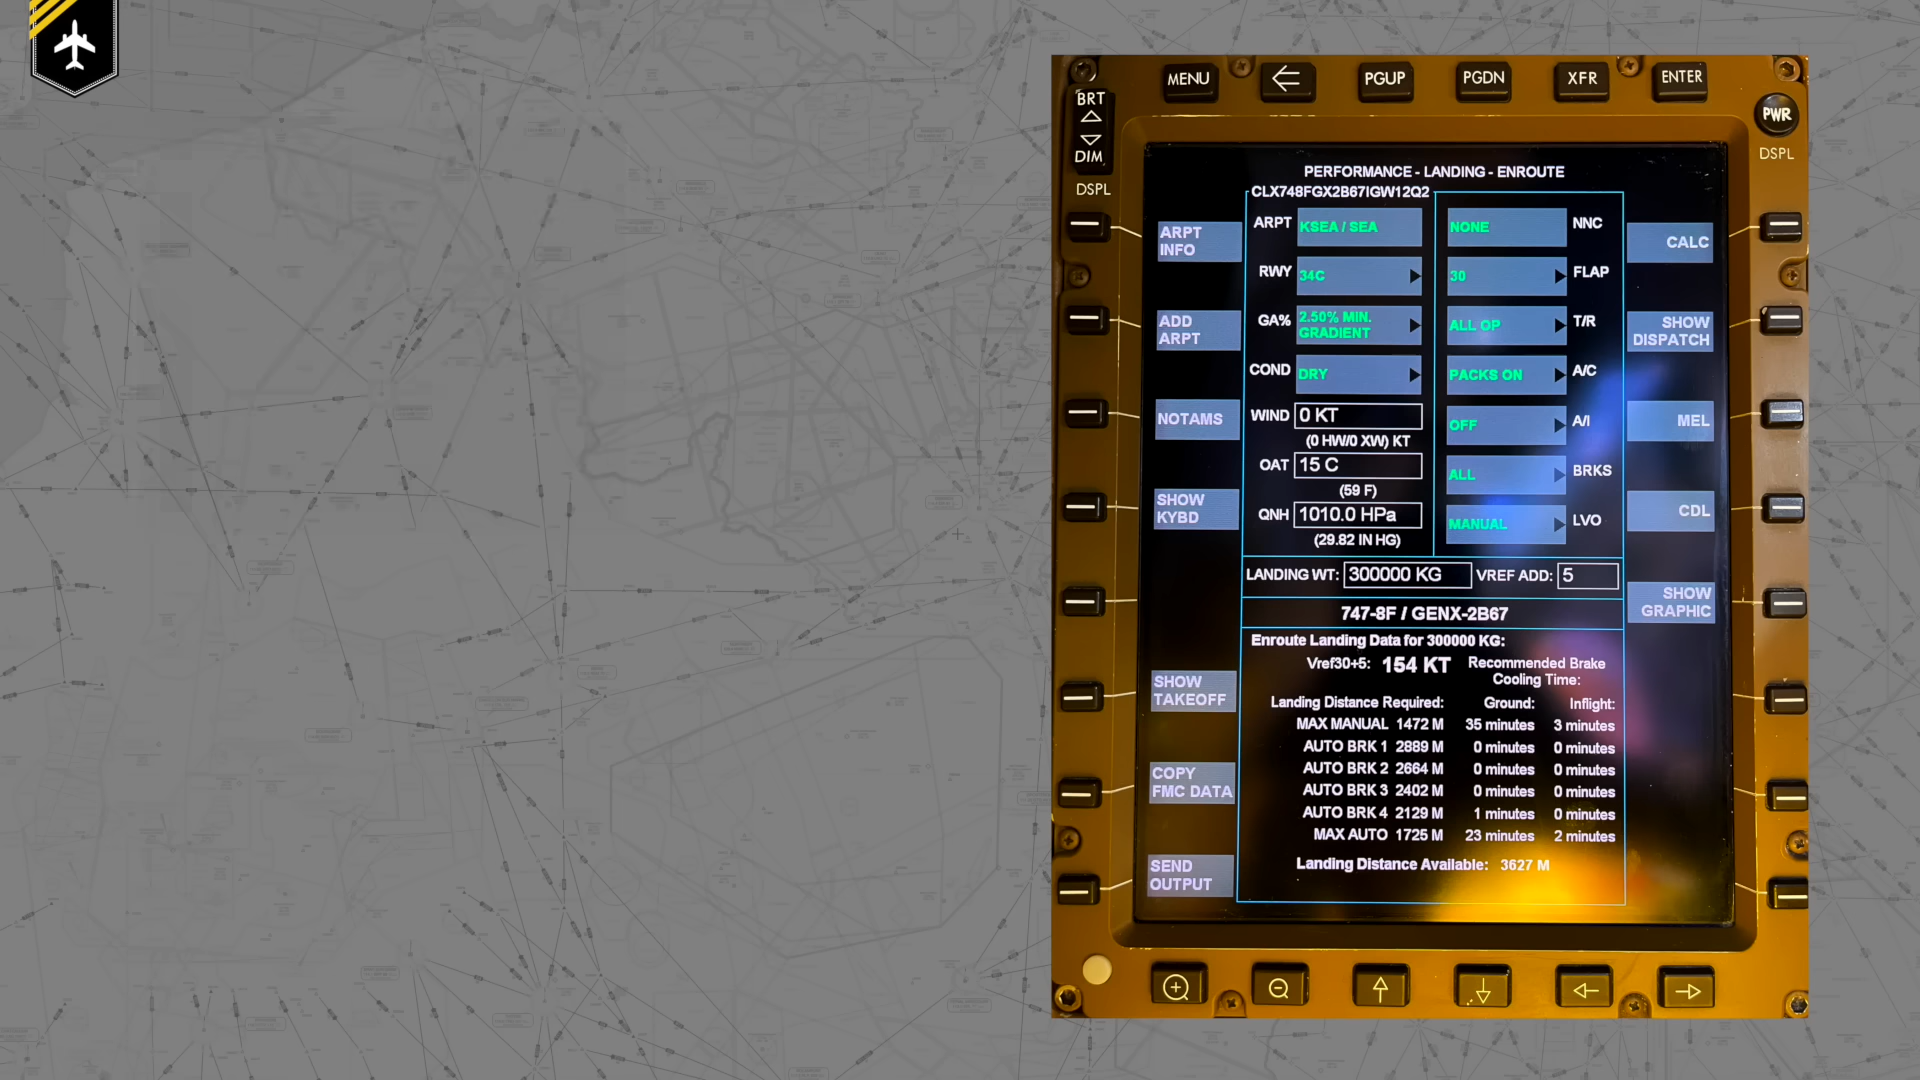 MENU
PGUP
PGDN
XFR
ENTER
BRT
DIM
DSPL
PWR
DSPL
PERFORMANCE - LANDING - ENROUTE
CLX748FGX2B67IGW12Q2
ARPT INFO
ADD ARPT
NOTAMS
SHOW KYBD
SHOW TAKEOFF
COPY FMC DATA
SEND OUTPUT
ARPT KSEA / SEA
RWY 34C
GA% 2.50% MIN. GRADIENT
COND DRY
WIND 0 KT
(0 HW/0 XW) KT
OAT 15 C
(59 F)
QNH 1010.0 HPa
(29.82 IN HG)
NONE NNC
30 FLAP
ALL OP T/R
PACKS ON A/C
OFF A/I
ALL BRKS
MANUAL LVO
CALC
SHOW DISPATCH
MEL
CDL
SHOW GRAPHIC
LANDING WT: 300000 KG VREF ADD: 5
747-8F / GENX-2B67
Enroute Landing Data for 300000 KG:
Vref30+5: 154 KT Recommended Brake
Cooling Time:
Landing Distance Required: Ground: Inflight:
MAX MANUAL 1472 M 35 minutes 3 minutes
AUTO BRK 1 2889 M 0 minutes 0 minutes
AUTO BRK 2 2664 M 0 minutes 0 minutes
AUTO BRK 3 2402 M 0 minutes 0 minutes
AUTO BRK 4 2129 M 1 minutes 0 minutes
MAX AUTO 1725 M 23 minutes 2 minutes
Landing Distance Available: 3627 M